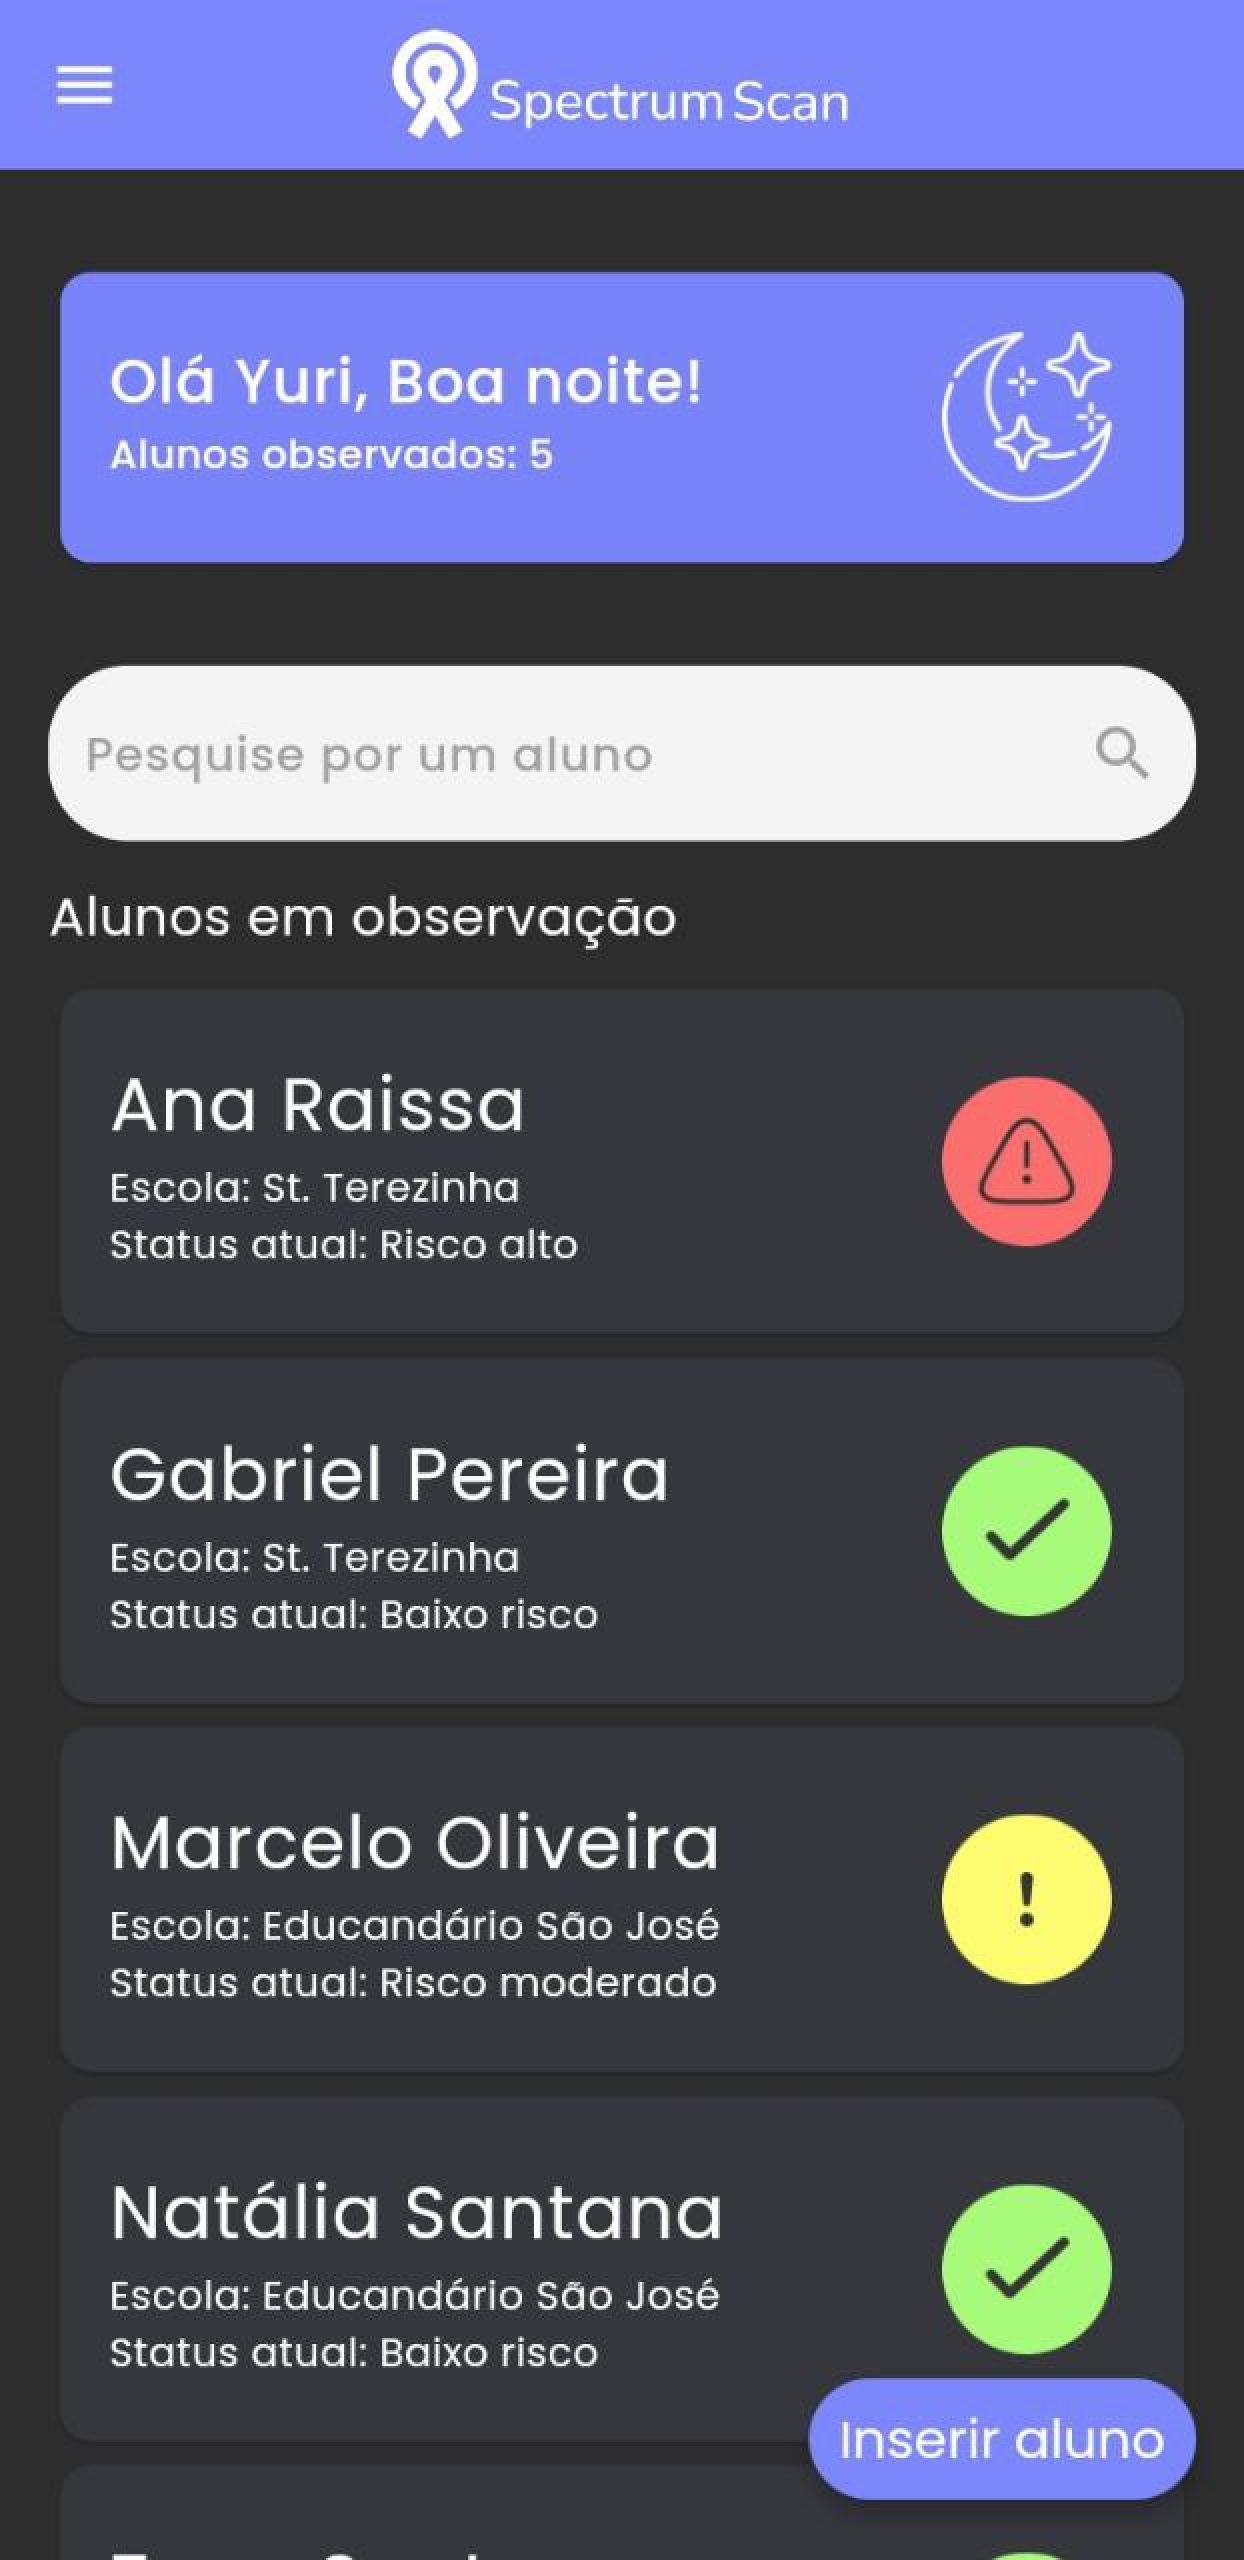 Spectrum Scan
Olá Yuri, Boa noite!
Alunos observados: 5
Pesquise por um aluno
Alunos em observação
Ana Raissa
Escola: St. Terezinha
Status atual: Risco alto
Gabriel Pereira
Escola: St. Terezinha
Status atual: Baixo risco
Marcelo Oliveira
Escola: Educandário São José
Status atual: Risco moderado
Natália Santana
Escola: Educandário São José
Status atual: Baixo risco
Inserir aluno